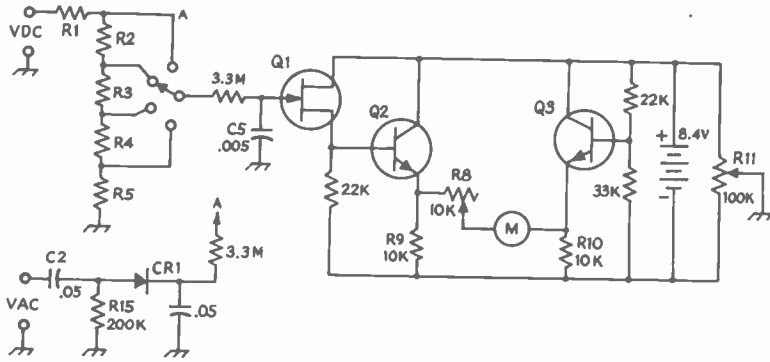 VDC
R1
A
R2
R3
R4
R5
3.3M
C5
.005
Q1
22K
Q2
R8
10K
R9
10K
M
Q3
R10
10K
22K
33K
+
8.4V
-
R11
100K
A
3.3M
C2
.05
CR1
VAC
R15
200K
.05